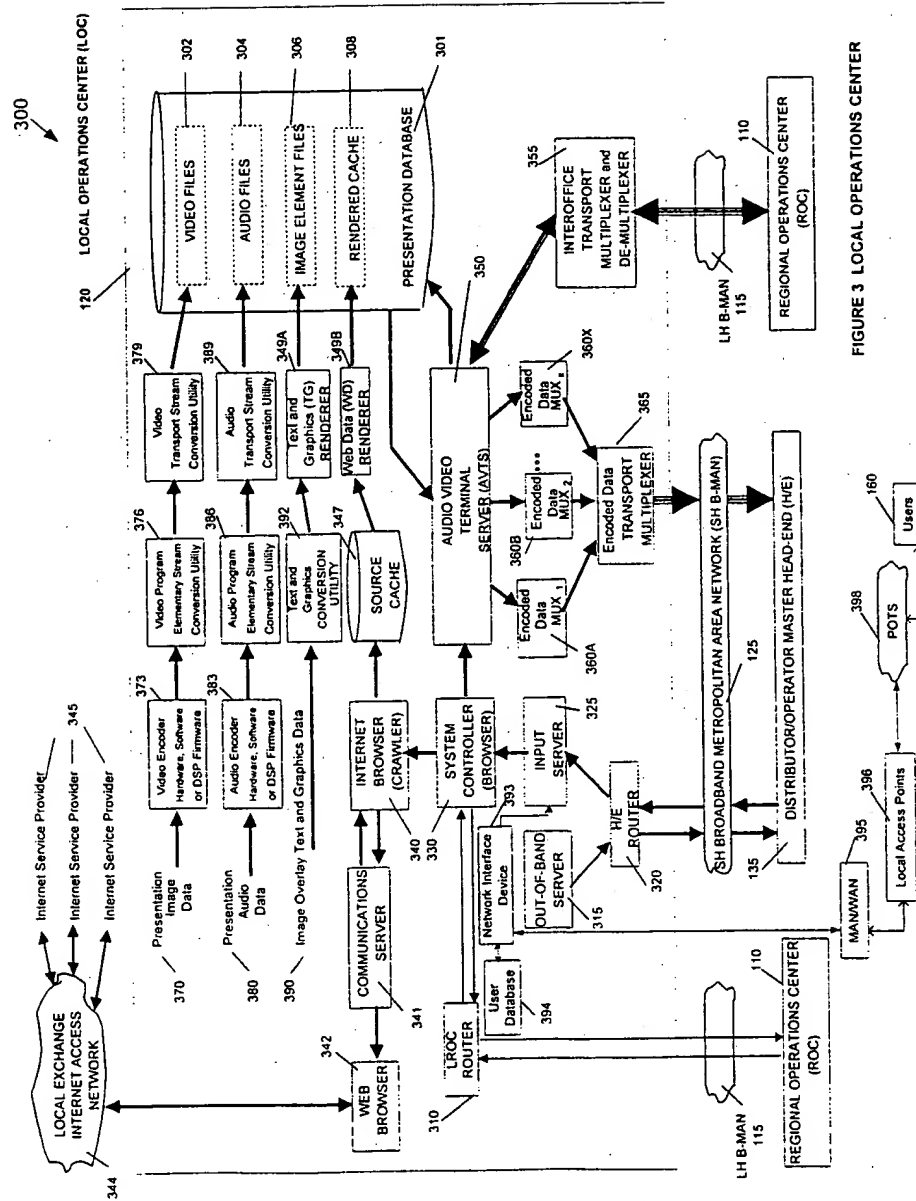 300
LOCAL OPERATIONS CENTER (LOC)
120
302
304
306
308
301
VIDEO FILES
AUDIO FILES
IMAGE ELEMENT FILES
RENDERED CACHE
PRESENTATION DATABASE
LOCAL EXCHANGE
INTERNET ACCESS
NETWORK
344
Internet Service Provider
Internet Service Provider
Internet Service Provider
345
Presentation
Image
Data
370
373
Video Encoder
Hardware, Software
or DSP Firmware
376
Video Program
Elementary Stream
Conversion Utility
379
Video
Transport Stream
Conversion Utility
Presentation
Audio
Data
380
383
Audio Encoder
Hardware, Software
or DSP Firmware
386
Audio Program
Elementary Stream
Conversion Utility
389
Audio
Transport Stream
Conversion Utility
390
Image Overlay Text and Graphics Data
392
Text and
Graphics
CONVERSION
UTILITY
349A
Text and
Graphics (TG)
RENDERER
349B
Web Data (WD)
RENDERER
347
SOURCE
CACHE
342
WEB
BROWSER
COMMUNICATIONS
SERVER
341
INTERNET
BROWSER
(CRAWLER)
340
SYSTEM
CONTROLLER
(BROWSER)
330
AUDIO VIDEO
TERMINAL
SERVER (AVTS)
350
LROC
ROUTER
310
User
Database
394
Network Interface
Device
393
OUT-OF-BAND
SERVER
315
INPUT
SERVER
325
H/E
ROUTER
320
Encoded
Data
MUX 1
360A
Encoded
Data
MUX 2
360B
...
Encoded
Data
MUX n
360X
Encoded Data
TRANSPORT
MULTIPLEXER
365
INTEROFFICE
TRANSPORT
MULTIPLEXER and
DE-MULTIPLEXER
355
LH B-MAN
115
REGIONAL OPERATIONS CENTER
(ROC)
110
SH BROADBAND METROPOLITAN AREA NETWORK (SH B-MAN)
125
DISTRIBUTOR/OPERATOR MASTER HEAD-END (H/E)
135
LH B-MAN
115
REGIONAL OPERATIONS CENTER
(ROC)
110
MAN/WAN
395
Local Access Points
396
POTS
398
Users
160
FIGURE 3 LOCAL OPERATIONS CENTER